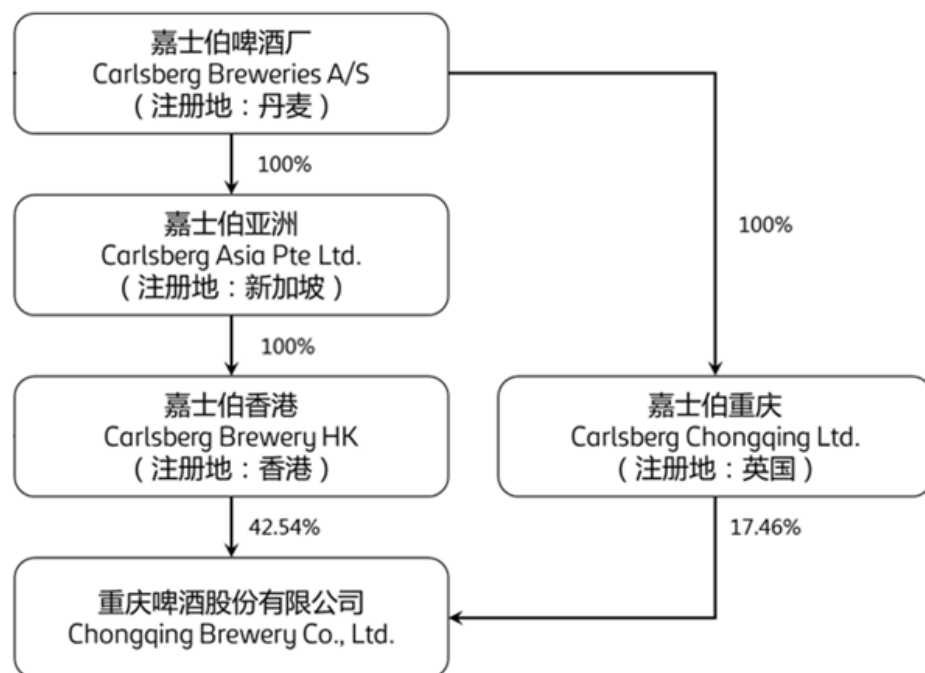 嘉士伯啤酒厂
Carlsberg Breweries A/S
（注册地：丹麦）
100%
嘉士伯亚洲
Carlsberg Asia Pte Ltd.
（注册地：新加坡）
100%
100%
嘉士伯香港
Carlsberg Brewery HK
（注册地：香港）
嘉士伯重庆
Carlsberg Chongqing Ltd.
（注册地：英国）
42.54%
17.46%
重庆啤酒股份有限公司
Chongqing Brewery Co., Ltd.